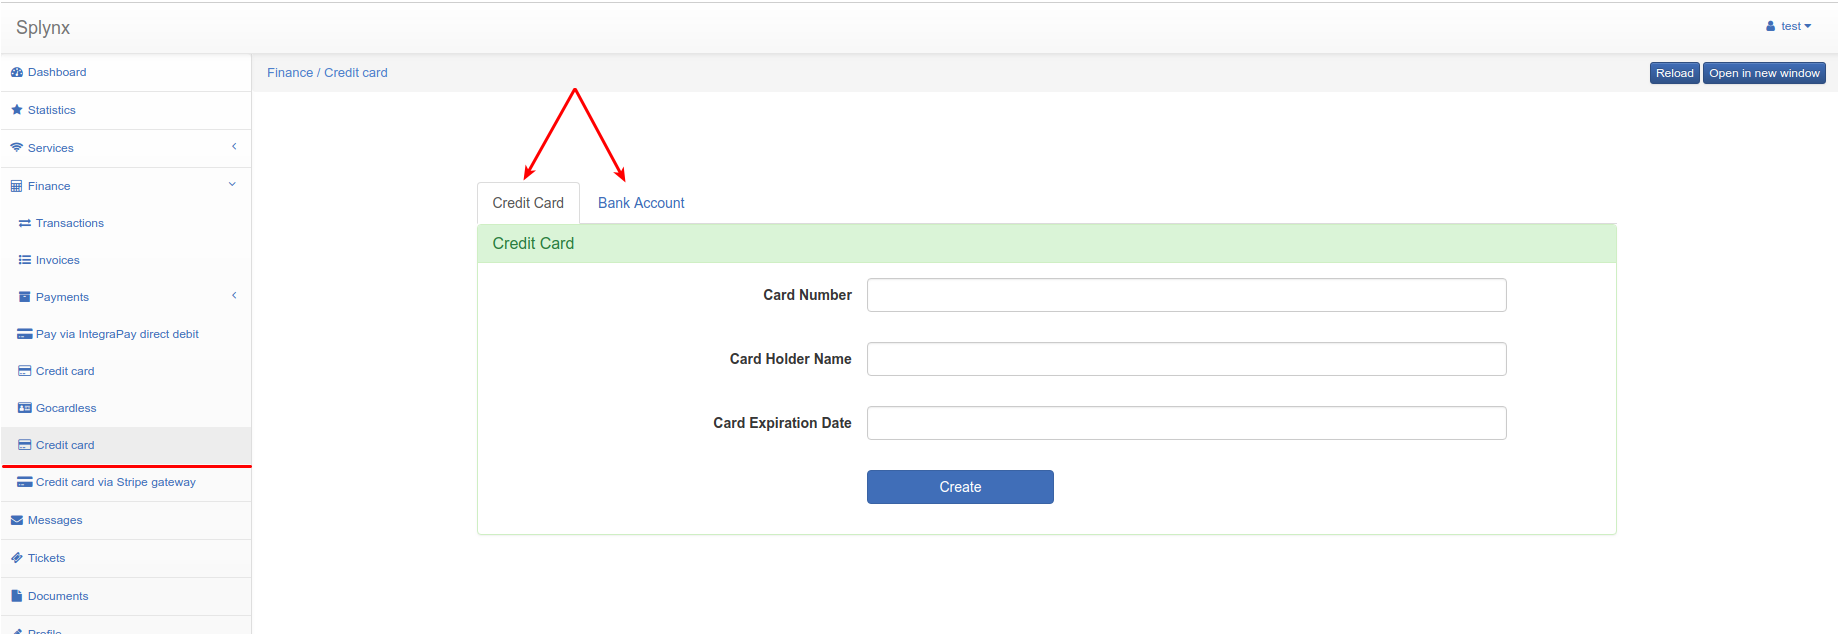 Splynx
test
Dashboard
Statistics
Services
Finance
Transactions
Invoices
Payments
Pay via IntegraPay direct debit
Credit card
Gocardless
Credit card
Credit card via Stripe gateway
Messages
Tickets
Documents
Profile
Finance / Credit card
Reload
Open in new window
Credit Card
Bank Account
Credit Card
Card Number
Card Holder Name
Card Expiration Date
Create